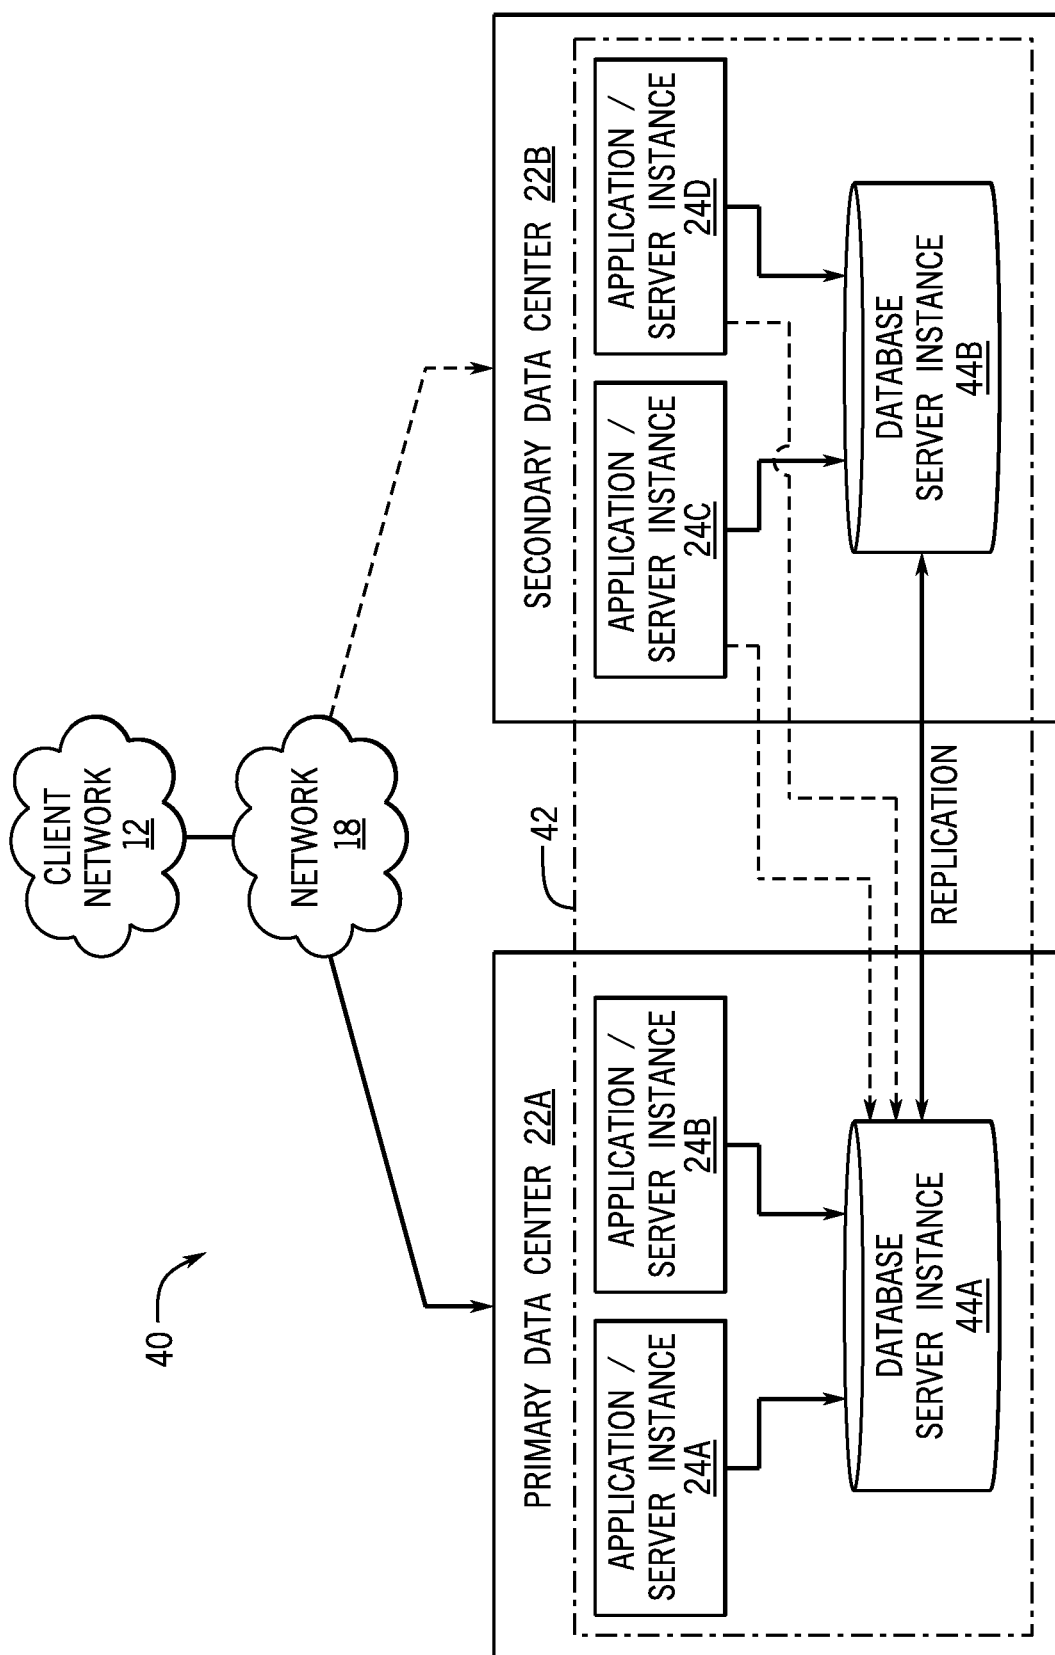 CLIENT
NETWORK
12
NETWORK
18
40
42
PRIMARY DATA CENTER 22A
APPLICATION /
SERVER INSTANCE
24A
APPLICATION /
SERVER INSTANCE
24B
DATABASE
SERVER INSTANCE
44A
REPLICATION
SECONDARY DATA CENTER 22B
APPLICATION /
SERVER INSTANCE
24C
APPLICATION /
SERVER INSTANCE
24D
DATABASE
SERVER INSTANCE
44B